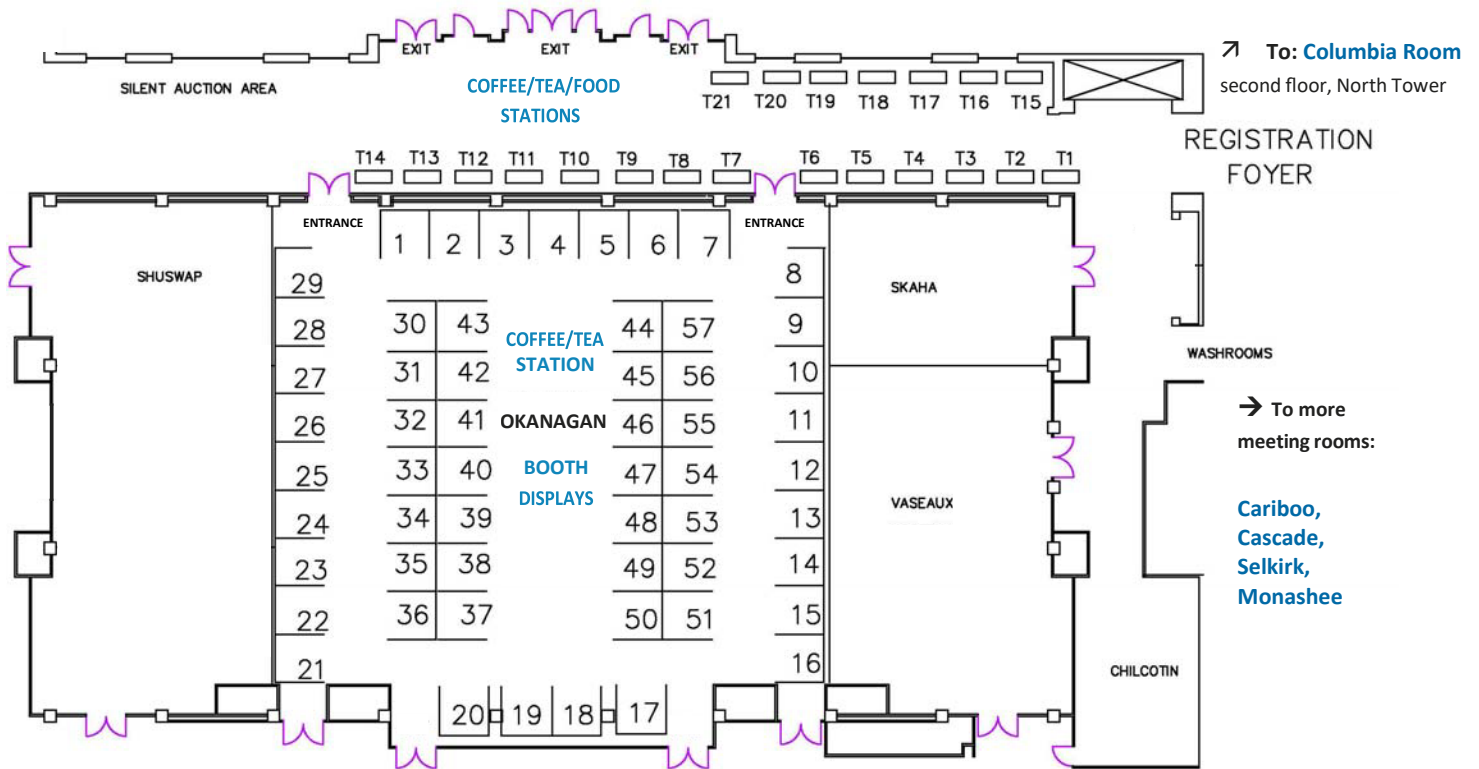 EXIT
EXIT
EXIT
↗ To: Columbia Room
second floor, North Tower
SILENT AUCTION AREA
COFFEE/TEA/FOOD
STATIONS
T21 T20 T19 T18 T17 T16 T15
REGISTRATION
FOYER
T14 T13 T12 T11 T10 T9 T8 T7 T6 T5 T4 T3 T2 T1
ENTRANCE
ENTRANCE
1 2 3 4 5 6 7
SHUSWAP
29
8
SKAHA
28
30 43
COFFEE/TEA
STATION
44 57
9
WASHROOMS
27
31 42
45 56
10
26
32 41
OKANAGAN
46 55
11
→ To more
meeting rooms:
25
33 40
BOOTH
DISPLAYS
47 54
12
VASEAUX
24
34 39
48 53
13
Cariboo,
Cascade,
Selkirk,
Monashee
23
35 38
49 52
14
22
36 37
50 51
15
21
16
CHILCOTIN
20 19 18 17